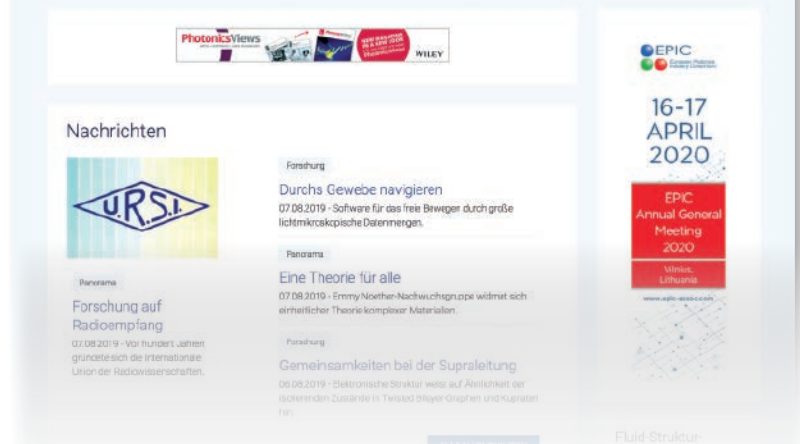 PhotonicsViews
WILEY
Nachrichten
U.R.S.I.
Panorama
Forschung auf
Radioempfang
07.08.2019 - Vor hundert Jahren
gründete sich die Internationale
Union der Radiowissenschaften.
Forschung
Durchs Gewebe navigieren
07.08.2019 - Software für das freie Bewegen durch große
lichtmikroskopische Datenmengen.
Panorama
Eine Theorie für alle
07.08.2019 - Emmy Noether-Nachwuchsgruppe widmet sich
einheitlicher Theorie komplexer Materialien.
Forschung
Gemeinsamkeiten bei der Supraleitung
06.08.2019 - Elektronische Struktur weist auf Ähnlichkeit der
isolierenden Zustände in Twisted Bilayer Graphen und Kupraten
hin.
EPIC
European Photonics
Industry Consortium
16-17
APRIL
2020
EPIC
Annual General
Meeting
2020
Vilnius,
Lithuania
www.epic-assoc.com
Fluid-Struktur-